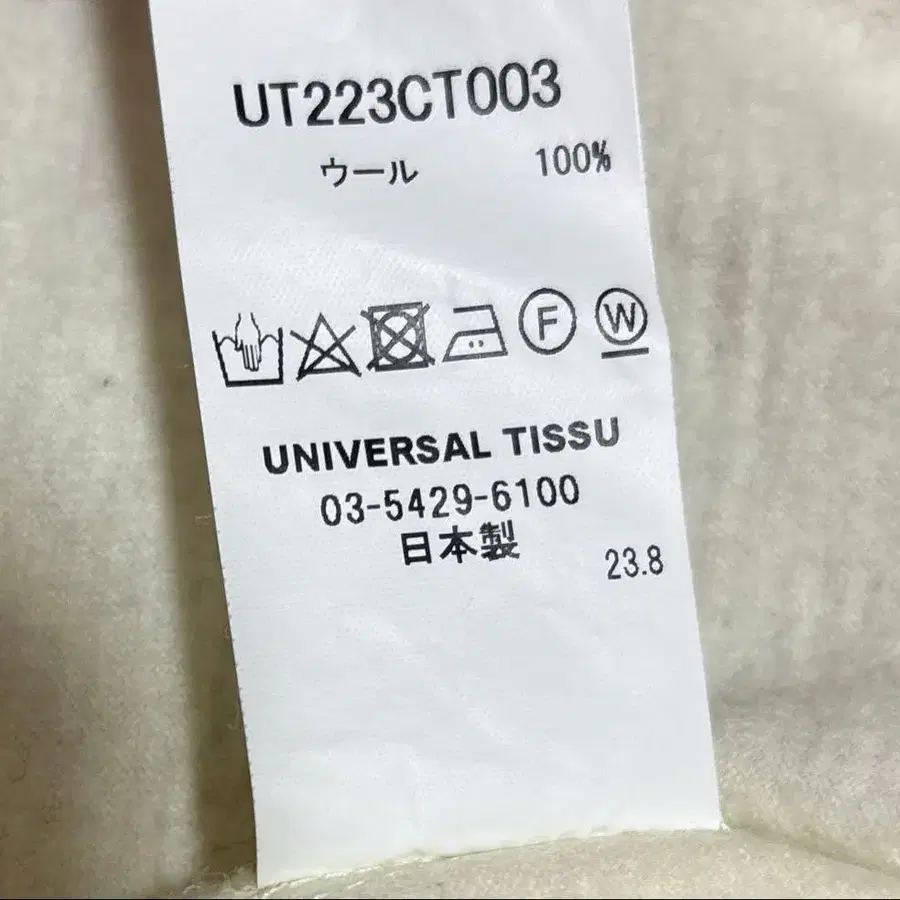 UT223CT003
ウール 100%
F W
UNIVERSAL TISSU
03-5429-6100
日本製
23.8